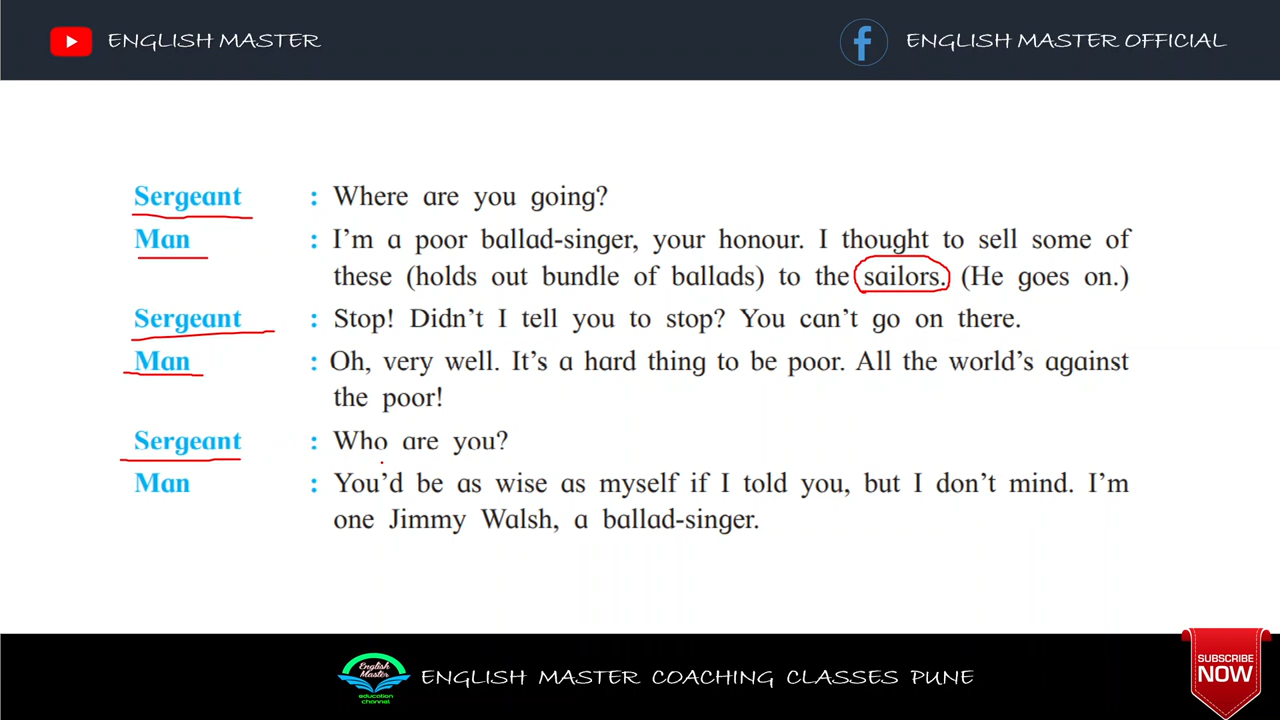 ENGLISH MASTER
ENGLISH MASTER OFFICIAL
Sergeant : Where are you going?
Man : I'm a poor ballad-singer, your honour. I thought to sell some of
these (holds out bundle of ballads) to the sailors. (He goes on.)
Sergeant : Stop! Didn't I tell you to stop? You can't go on there.
Man : Oh, very well. It's a hard thing to be poor. All the world's against
the poor!
Sergeant : Who are you?
Man : You'd be as wise as myself if I told you, but I don't mind. I'm
one Jimmy Walsh, a ballad-singer.
English
Master
education
channel
ENGLISH MASTER COACHING CLASSES PUNE
SUBSCRIBE
NOW